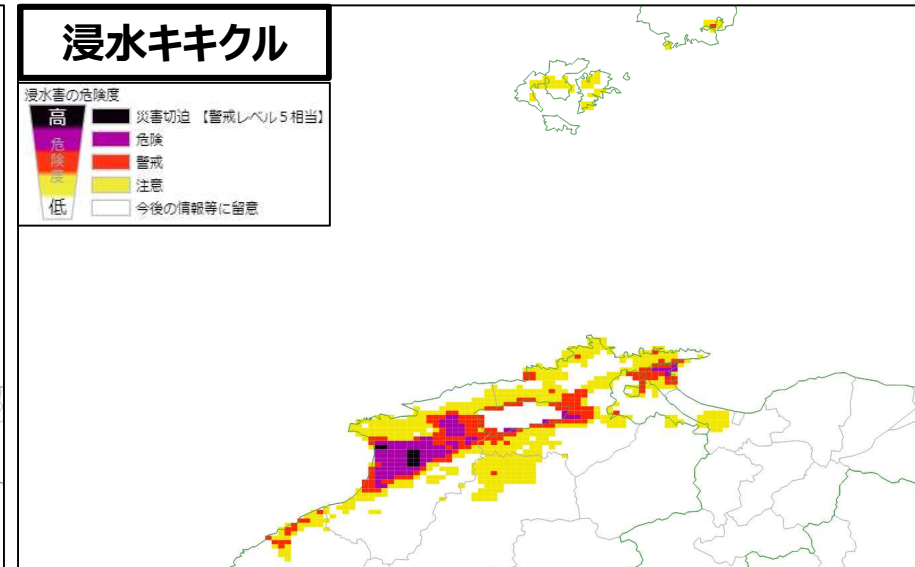 浸水キキクル
浸水害の危険度
高
危険度
低
災害切迫 【警戒レベル5相当】
危険
警戒
注意
今後の情報等に留意